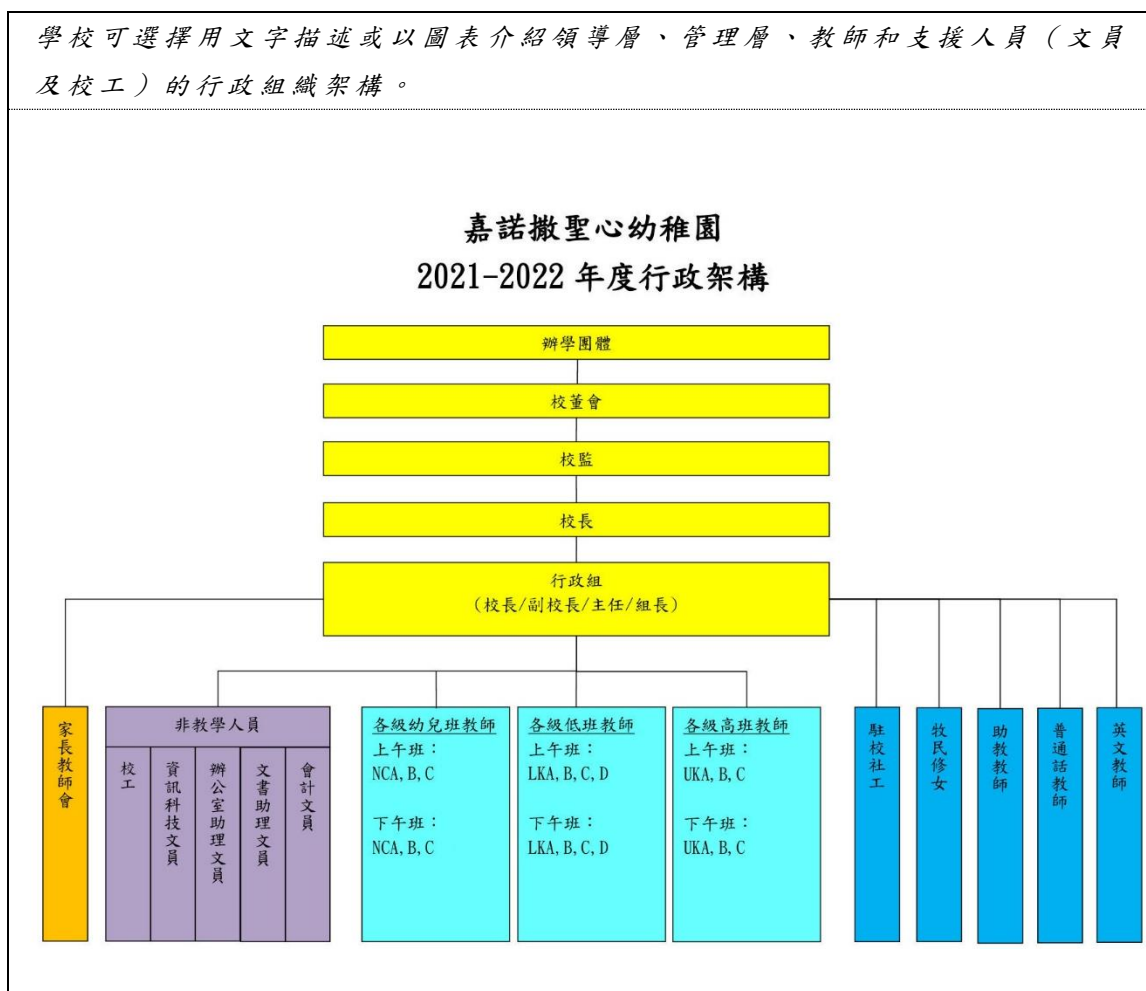 學校可選擇用文字描述或以圖表介紹領導層、管理層、教師和支援人員（文員
及校工）的行政組織架構。
嘉諾撒聖心幼稚園
2021-2022 年度行政架構
辦學團體
校董會
校監
校長
行政組
(校長/副校長/主任/組長)
家長教師會
非教學人員
校工
資訊科技文員
辦公室助理文員
文書助理文員
會計文員
各級幼兒班教師
上午班：
NCA, B, C
下午班：
NCA, B, C
各級低班教師
上午班：
LKA, B, C, D
下午班：
LKA, B, C, D
各級高班教師
上午班：
UKA, B, C
下午班：
UKA, B, C
駐校社工
牧民修女
助教教師
普通話教師
英文教師